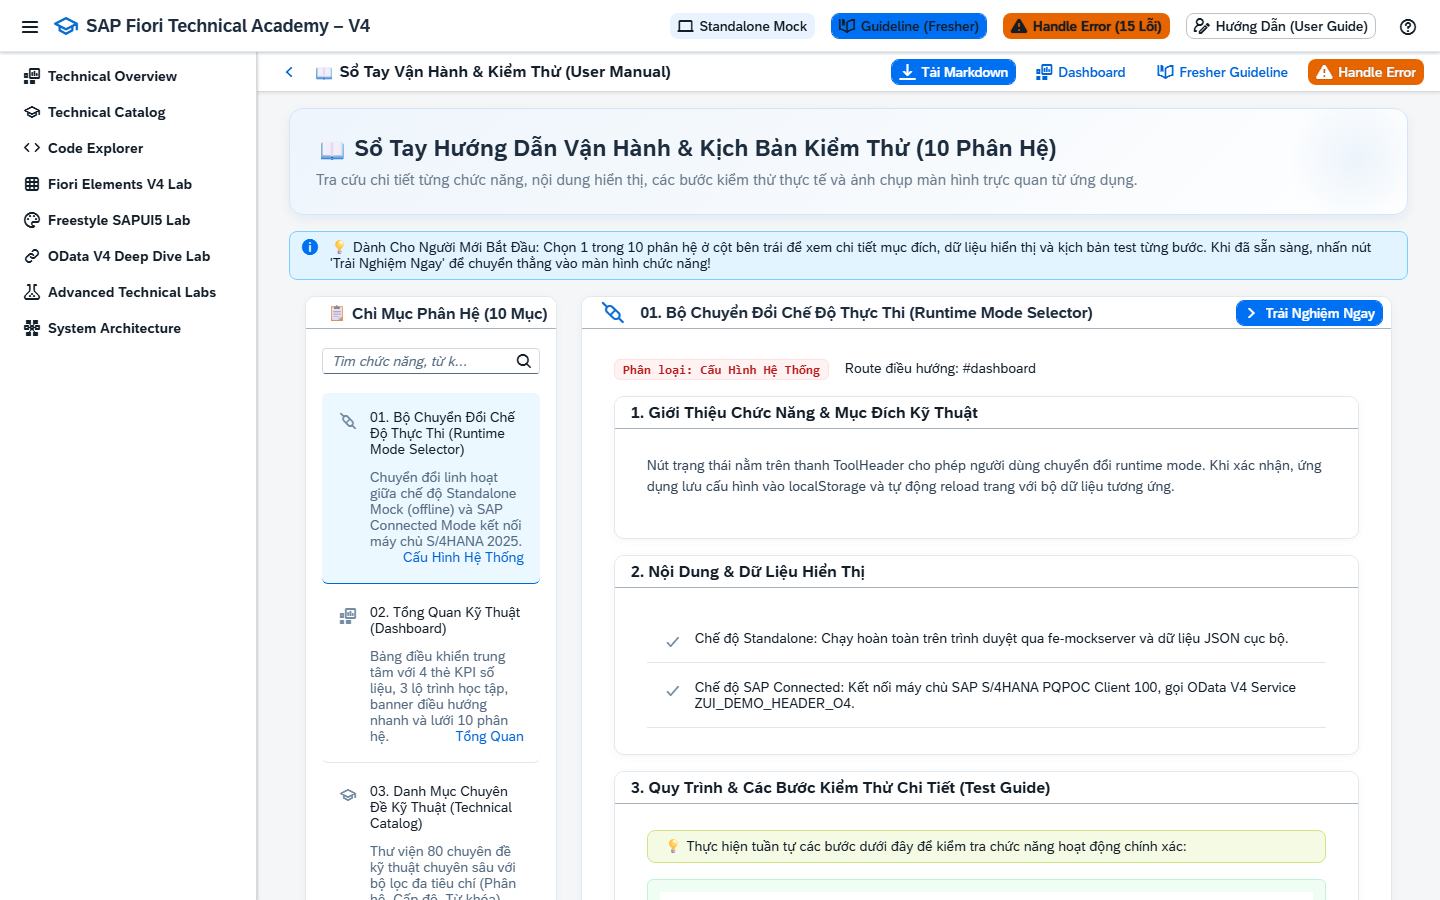 SAP Fiori Technical Academy – V4
Standalone Mock
Guideline (Fresher)
Handle Error (15 Lỗi)
Hướng Dẫn (User Guide)
Technical Overview
Technical Catalog
Code Explorer
Fiori Elements V4 Lab
Freestyle SAPUI5 Lab
OData V4 Deep Dive Lab
Advanced Technical Labs
System Architecture
Sổ Tay Vận Hành & Kiểm Thử (User Manual)
Tải Markdown
Dashboard
Fresher Guideline
Handle Error
Sổ Tay Hướng Dẫn Vận Hành & Kịch Bản Kiểm Thử (10 Phân Hệ)
Tra cứu chi tiết từng chức năng, nội dung hiển thị, các bước kiểm thử thực tế và ảnh chụp màn hình trực quan từ ứng dụng.
Dành Cho Người Mới Bắt Đầu: Chọn 1 trong 10 phân hệ ở cột bên trái để xem chi tiết mục đích, dữ liệu hiển thị và kịch bản test từng bước. Khi đã sẵn sàng, nhấn nút
'Trải Nghiệm Ngay' để chuyển thẳng vào màn hình chức năng!
Chỉ Mục Phân Hệ (10 Mục)
Tìm chức năng, từ k...
01. Bộ Chuyển Đổi Chế
Độ Thực Thi (Runtime
Mode Selector)
Chuyển đổi linh hoạt
giữa chế độ Standalone
Mock (offline) và SAP
Connected Mode kết nối
máy chủ S/4HANA 2025.
Cấu Hình Hệ Thống
02. Tổng Quan Kỹ Thuật
(Dashboard)
Bảng điều khiển trung
tâm với 4 thẻ KPI số
liệu, 3 lộ trình học tập,
banner điều hướng
nhanh và lưới 10 phân
hệ.
Tổng Quan
03. Danh Mục Chuyên
Đề Kỹ Thuật (Technical
Catalog)
Thư viện 80 chuyên đề
kỹ thuật chuyên sâu với
bộ lọc đa tiêu chí (Phân
hệ, Cấp độ, Từ khóa)
01. Bộ Chuyển Đổi Chế Độ Thực Thi (Runtime Mode Selector)
Trải Nghiệm Ngay
Phân loại: Cấu Hình Hệ Thống
Route điều hướng: #dashboard
1. Giới Thiệu Chức Năng & Mục Đích Kỹ Thuật
Nút trạng thái nằm trên thanh ToolHeader cho phép người dùng chuyển đổi runtime mode. Khi xác nhận, ứng
dụng lưu cấu hình vào localStorage và tự động reload trang với bộ dữ liệu tương ứng.
2. Nội Dung & Dữ Liệu Hiển Thị
Chế độ Standalone: Chạy hoàn toàn trên trình duyệt qua fe-mockserver và dữ liệu JSON cục bộ.
Chế độ SAP Connected: Kết nối máy chủ SAP S/4HANA PQPOC Client 100, gọi OData V4 Service
ZUI_DEMO_HEADER_O4.
3. Quy Trình & Các Bước Kiểm Thử Chi Tiết (Test Guide)
Thực hiện tuần tự các bước dưới đây để kiểm tra chức năng hoạt động chính xác: